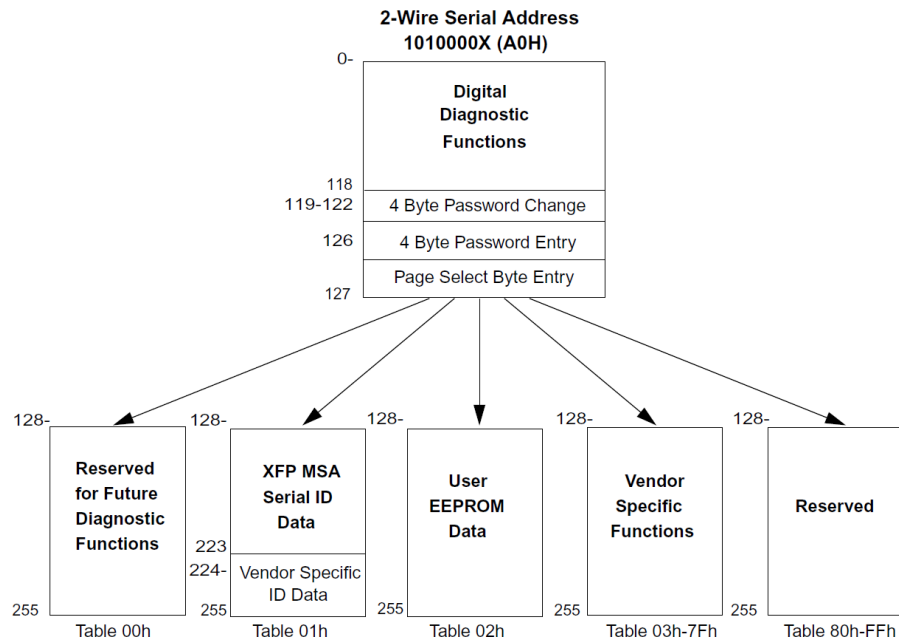 2-Wire Serial Address
1010000X (A0H)
0-
Digital
Diagnostic
Functions
118
119-122
4 Byte Password Change
126
4 Byte Password Entry
Page Select Byte Entry
127
128-
128-
128-
128-
128-
Reserved
for Future
Diagnostic
Functions
255
Table 00h
XFP MSA
Serial ID
Data
223
224-
Vendor Specific
ID Data
255
Table 01h
User
EEPROM
Data
255
Table 02h
Vendor
Specific
Functions
255
Table 03h-7Fh
Reserved
255
Table 80h-FFh